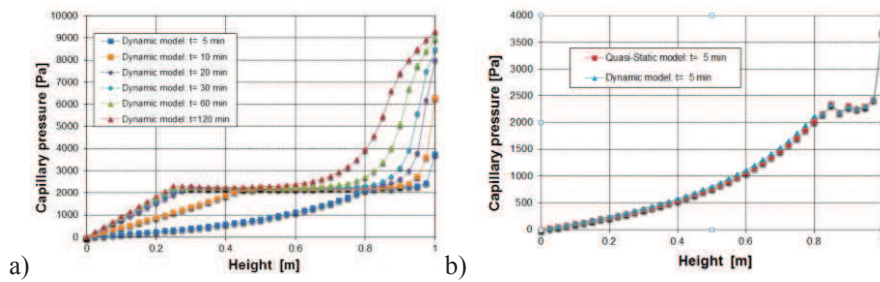 10000
9000
8000
7000
6000
5000
4000
3000
2000
1000
0
Capillary pressure [Pa]
Dynamic model: t= 5 min
Dynamic model: t= 10 min
Dynamic model: t= 20 min
Dynamic model: t= 30 min
Dynamic model: t= 60 min
Dynamic model: t=120 min
0 0.2 0.4 0.6 0.8 1
Height [m]
a)
4000
3500
3000
2500
2000
1500
1000
500
0
Capillary pressure [Pa]
Quasi-Static model: t= 5 min
Dynamic model: t= 5 min
0 0.2 0.4 0.6 0.8
Height [m]
b)